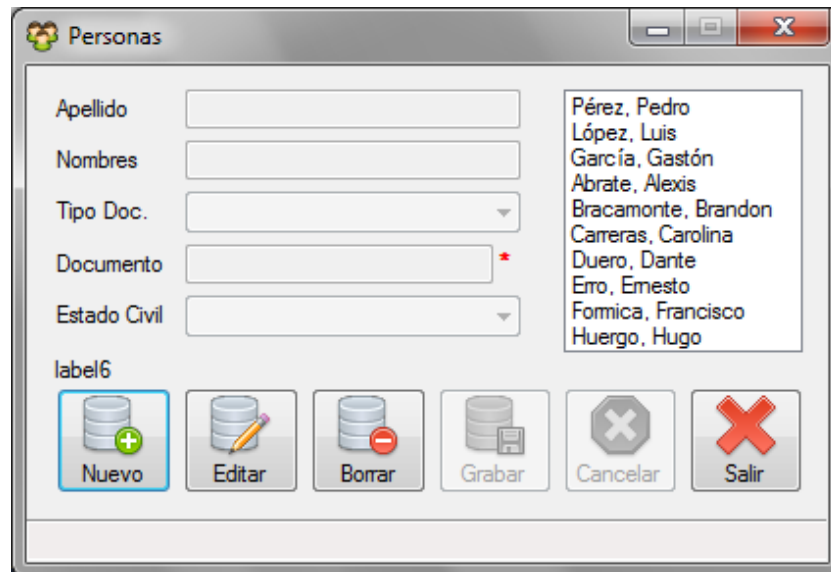 Personas
Apellido
Nombres
Tipo Doc.
Documento *
Estado Civil
Pérez, Pedro
López, Luis
García, Gastón
Abrate, Alexis
Bracamonte, Brandon
Carreras, Carolina
Duero, Dante
Erro, Ernesto
Formica, Francisco
Huergo, Hugo
label6
Nuevo Editar Borrar Grabar Cancelar Salir